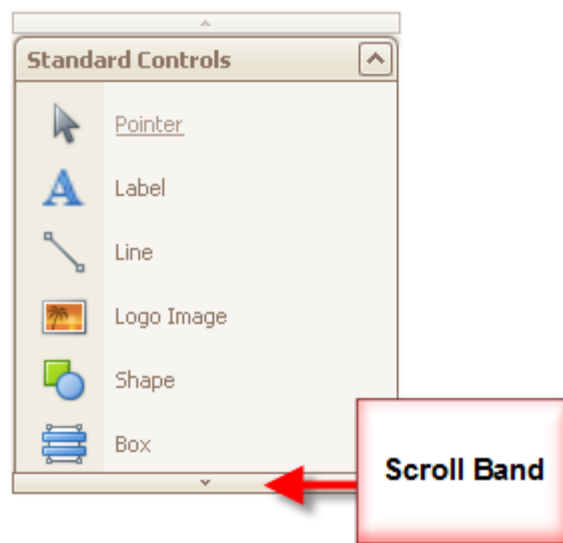 Standard Controls
Pointer
Label
Line
Logo Image
Shape
Box
Scroll Band